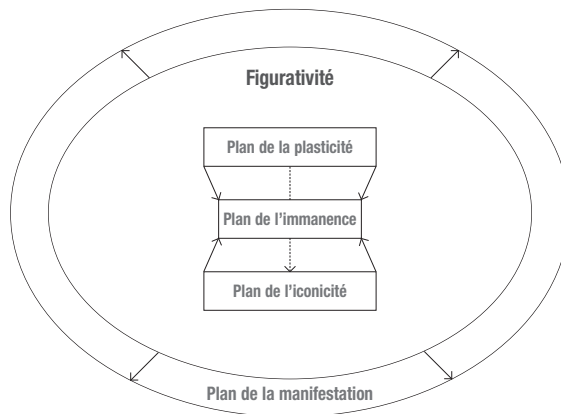 Figurativité
Plan de la plasticité
Plan de l’immanence
Plan de l’iconicité
Plan de la manifestation